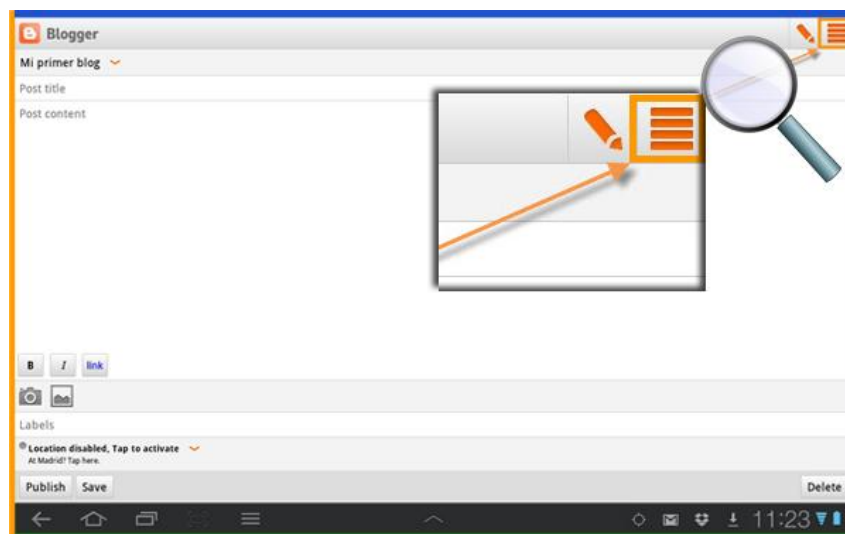 Blogger
Mi primer blog
Post title
Post content
B I link
Labels
Location disabled, Tap to activate
At Madrid? Tap here.
Publish Save Delete
11:23